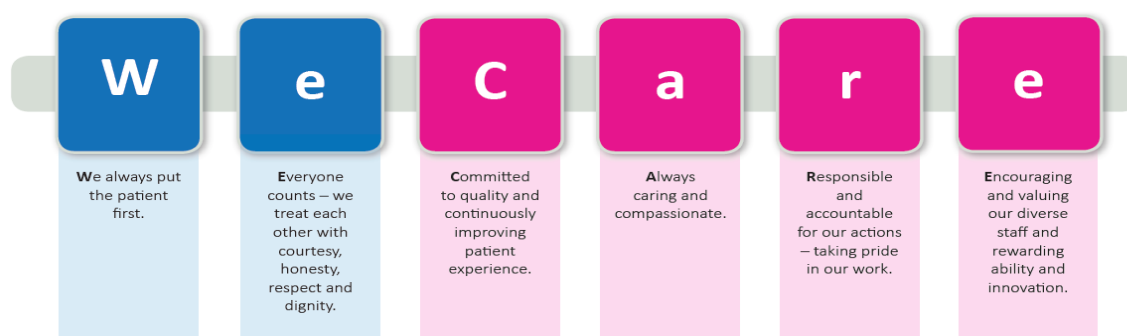 W
e
C
a
r
e
We always put
the patient
first.
Everyone
counts – we
treat each
other with
courtesy,
honesty,
respect and
dignity.
Committed
to quality and
continuously
improving
patient
experience.
Always
caring and
compassionate.
Responsible
and
accountable
for our actions
– taking pride
in our work.
Encouraging
and valuing
our diverse
staff and
rewarding
ability and
innovation.